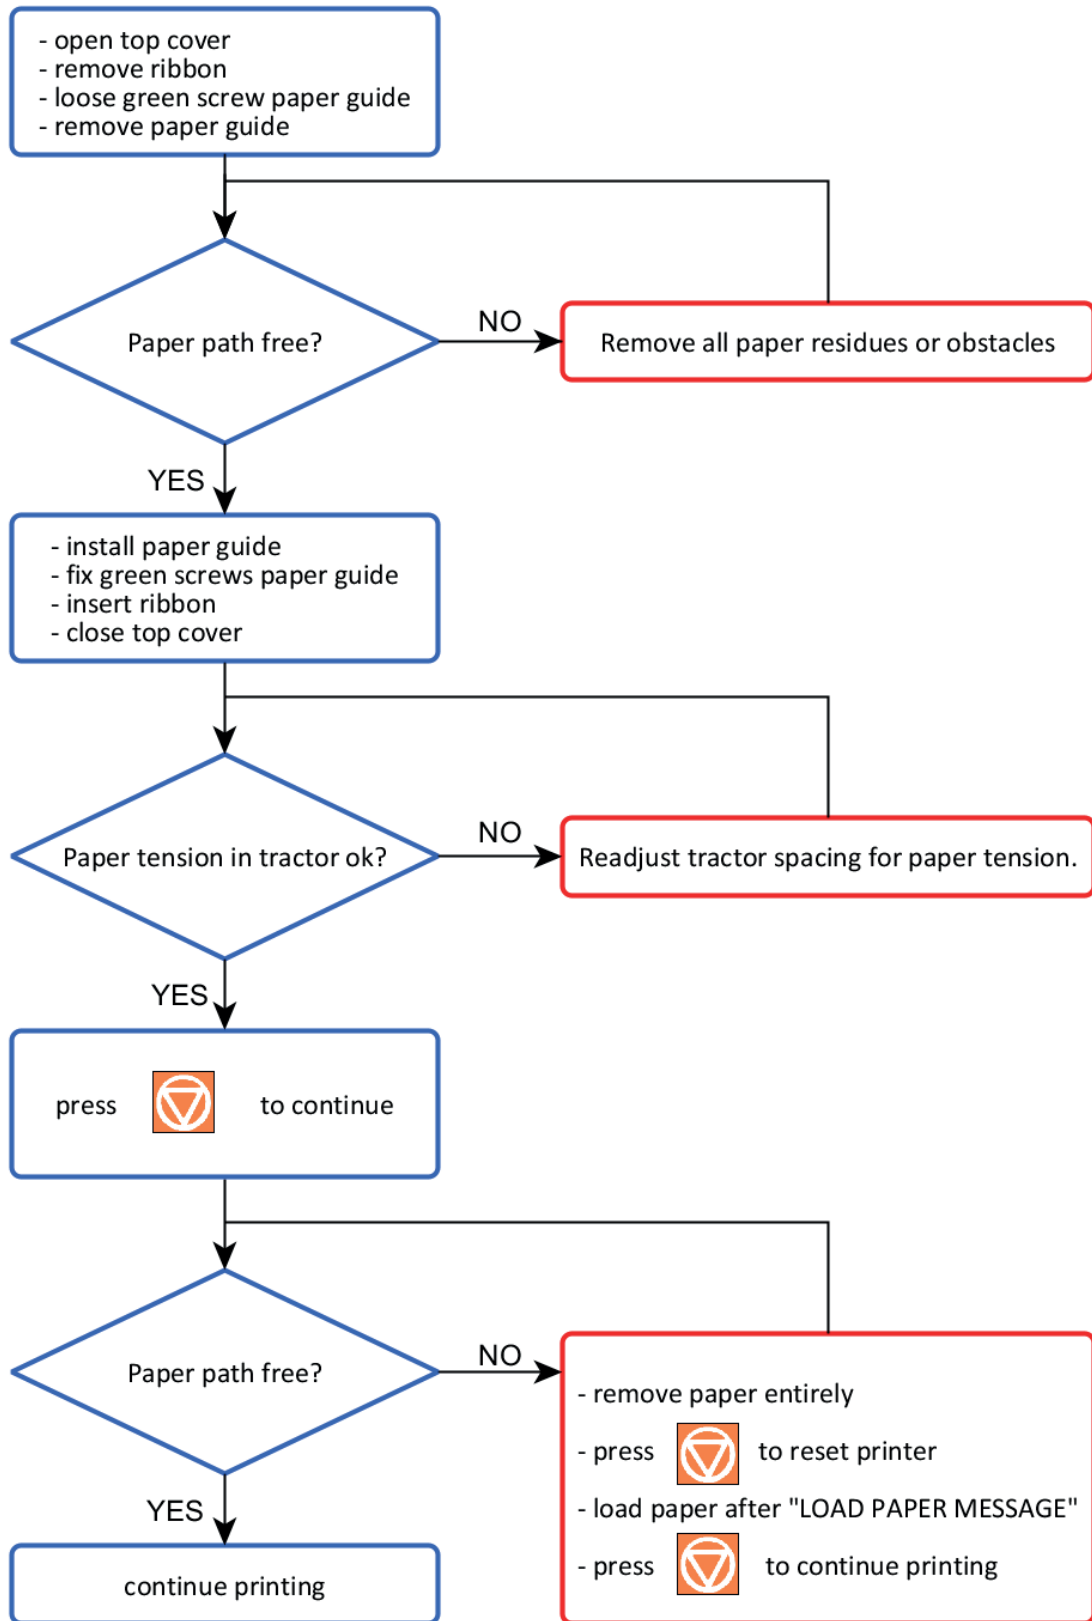 - open top cover
- remove ribbon
- loose green screw paper guide
- remove paper guide
Paper path free?
NO
Remove all paper residues or obstacles
YES
- install paper guide
- fix green screws paper guide
- insert ribbon
- close top cover
Paper tension in tractor ok?
NO
Readjust tractor spacing for paper tension.
YES
press to continue
Paper path free?
NO
- remove paper entirely
- press to reset printer
- load paper after "LOAD PAPER MESSAGE"
- press to continue printing
YES
continue printing